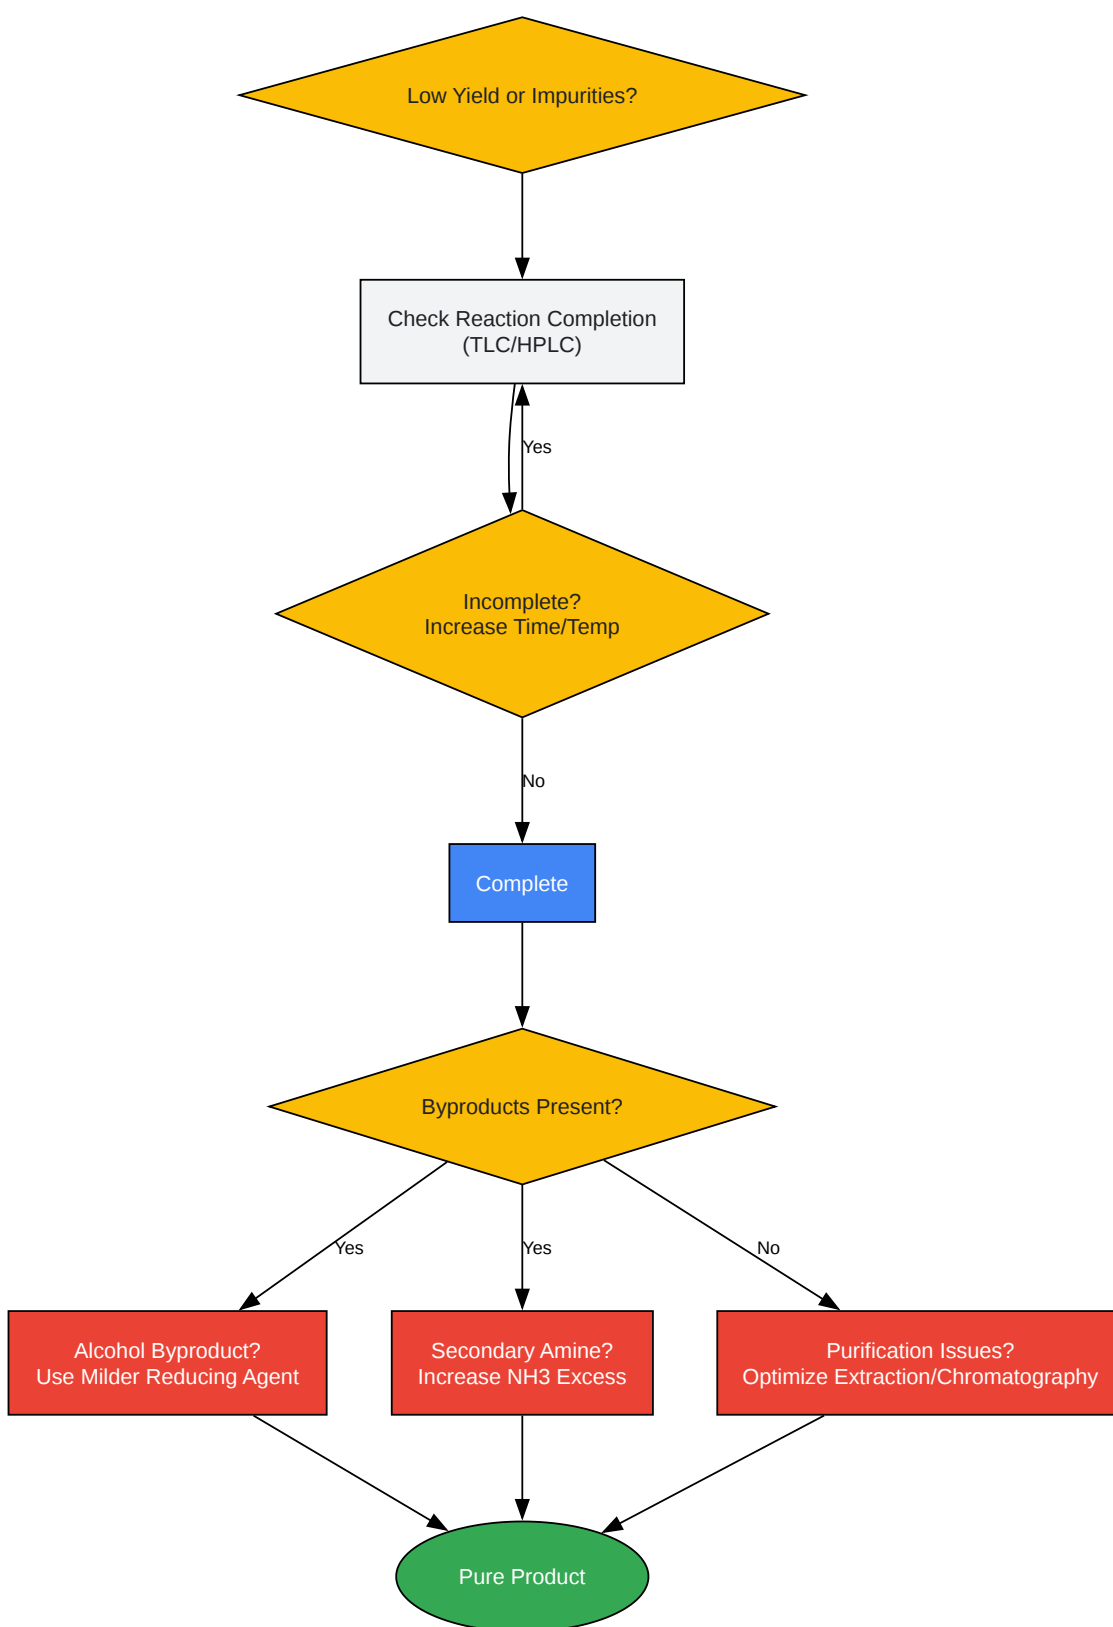 Low Yield or Impurities?
Check Reaction Completion
(TLC/HPLC)
Yes
Incomplete?
Increase Time/Temp
No
Complete
Byproducts Present?
Yes
Yes
No
Alcohol Byproduct?
Use Milder Reducing Agent
Secondary Amine?
Increase NH3 Excess
Purification Issues?
Optimize Extraction/Chromatography
Pure Product